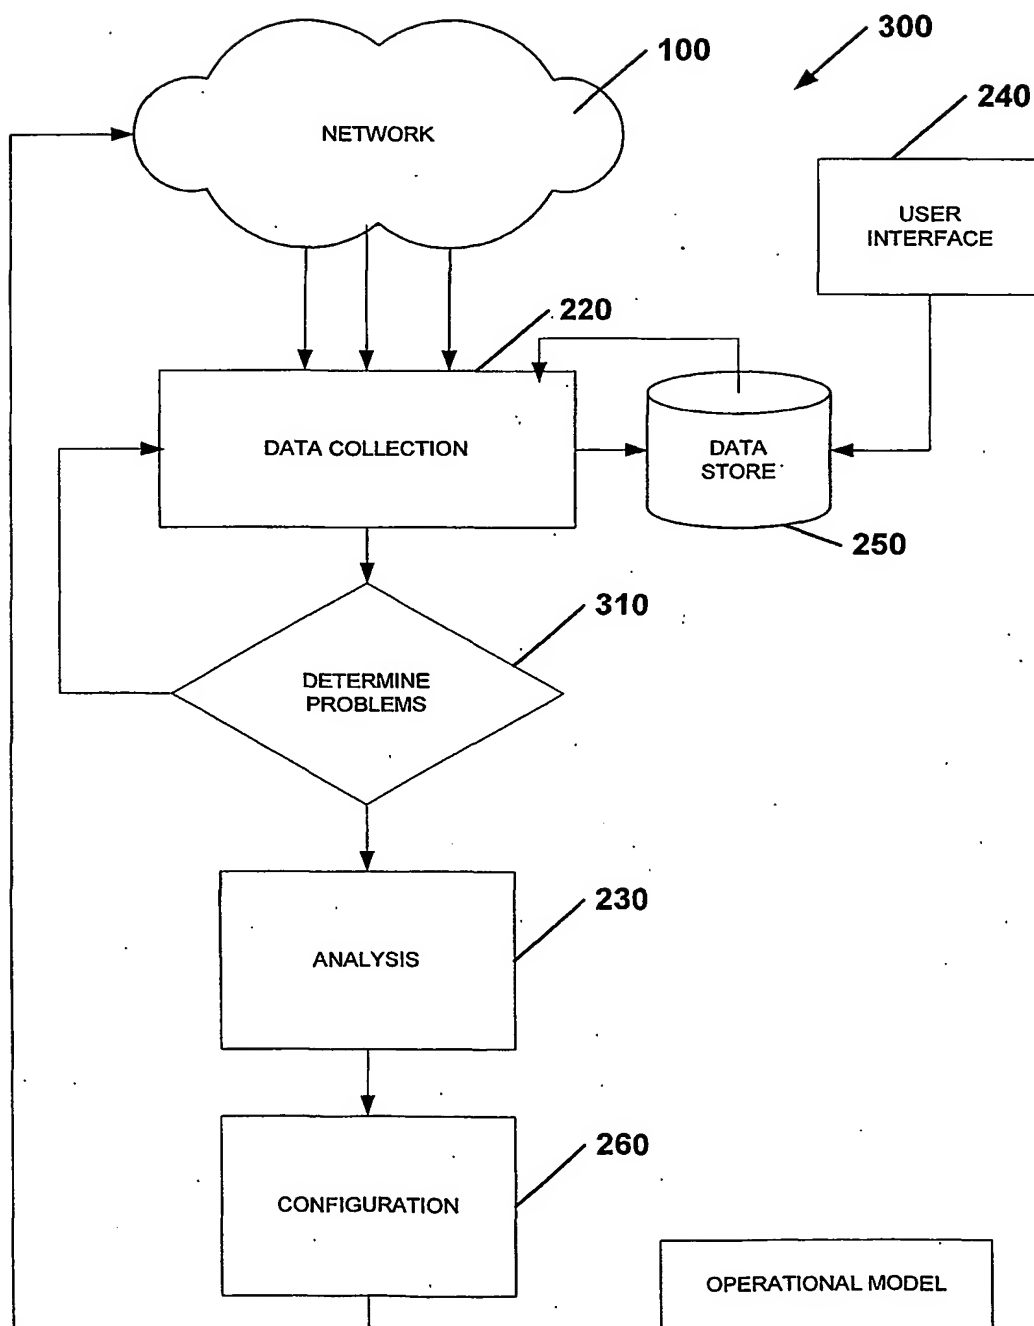 300
100
240
NETWORK
USER
INTERFACE
220
DATA COLLECTION
DATA
STORE
250
310
DETERMINE
PROBLEMS
230
ANALYSIS
260
CONFIGURATION
OPERATIONAL MODEL